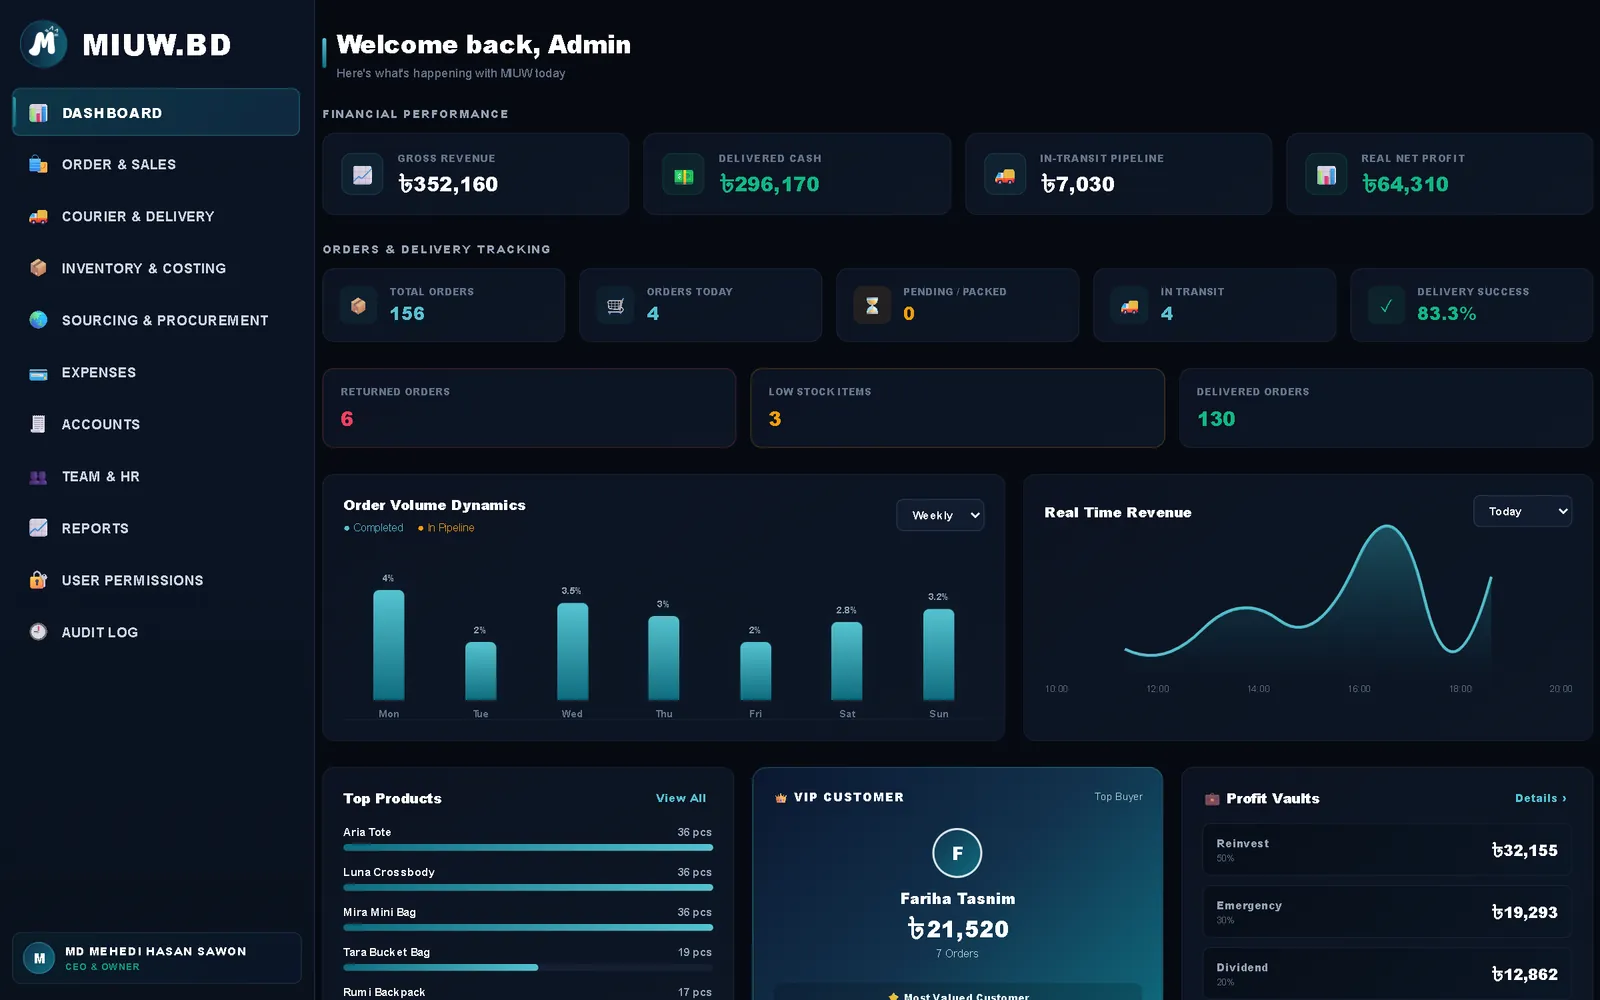 MIUW.BD
DASHBOARD
ORDER & SALES
COURIER & DELIVERY
INVENTORY & COSTING
SOURCING & PROCUREMENT
EXPENSES
ACCOUNTS
TEAM & HR
REPORTS
USER PERMISSIONS
AUDIT LOG
M
MD MEHEDI HASAN SAWON
CEO & OWNER
Welcome back, Admin
Here's what's happening with MIUW today
FINANCIAL PERFORMANCE
GROSS REVENUE
৳352,160
DELIVERED CASH
৳296,170
IN-TRANSIT PIPELINE
৳7,030
REAL NET PROFIT
৳64,310
ORDERS & DELIVERY TRACKING
TOTAL ORDERS
156
ORDERS TODAY
4
PENDING / PACKED
0
IN TRANSIT
4
DELIVERY SUCCESS
83.3%
RETURNED ORDERS
6
LOW STOCK ITEMS
3
DELIVERED ORDERS
130
Order Volume Dynamics
● Completed ● In Pipeline
Weekly
4% 2% 3.5% 3% 2% 2.8% 3.2%
Mon Tue Wed Thu Fri Sat Sun
Real Time Revenue
Today
10:00 12:00 14:00 16:00 18:00 20:00
Top Products
View All
Aria Tote 36 pcs
Luna Crossbody 36 pcs
Mira Mini Bag 36 pcs
Tara Bucket Bag 19 pcs
Rumi Backpack 17 pcs
VIP CUSTOMER
Top Buyer
F
Fariha Tasnim
৳21,520
7 Orders
Most Valued Customer
Profit Vaults
Details ›
Reinvest
50%
৳32,155
Emergency
30%
৳19,293
Dividend
20%
৳12,862